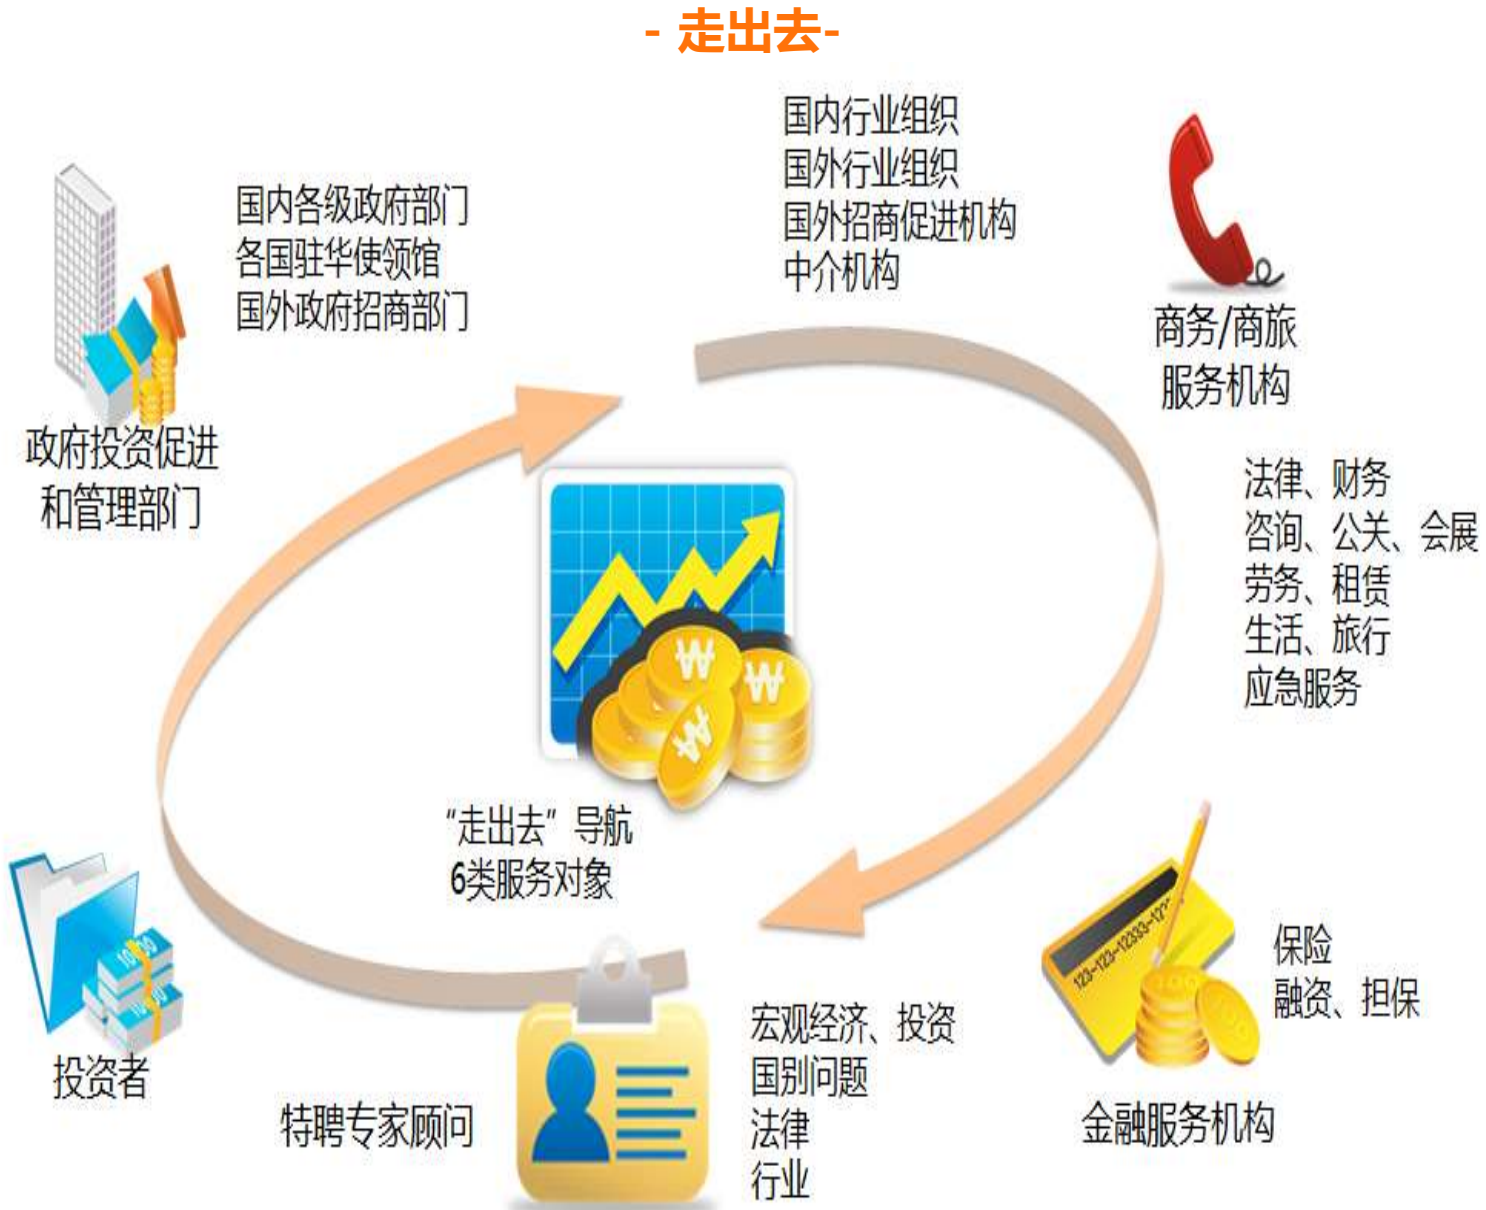 - 走出去-
国内行业组织
国外行业组织
国外招商促进机构
中介机构
国内各级政府部门
各国驻华使领馆
国外政府招商部门
政府投资促进
和管理部门
商务/商旅
服务机构
法律、财务
咨询、公关、会展
劳务、租赁
生活、旅行
应急服务
“走出去”导航
6类服务对象
投资者
特聘专家顾问
宏观经济、投资
国别问题
法律
行业
保险
融资、担保
金融服务机构